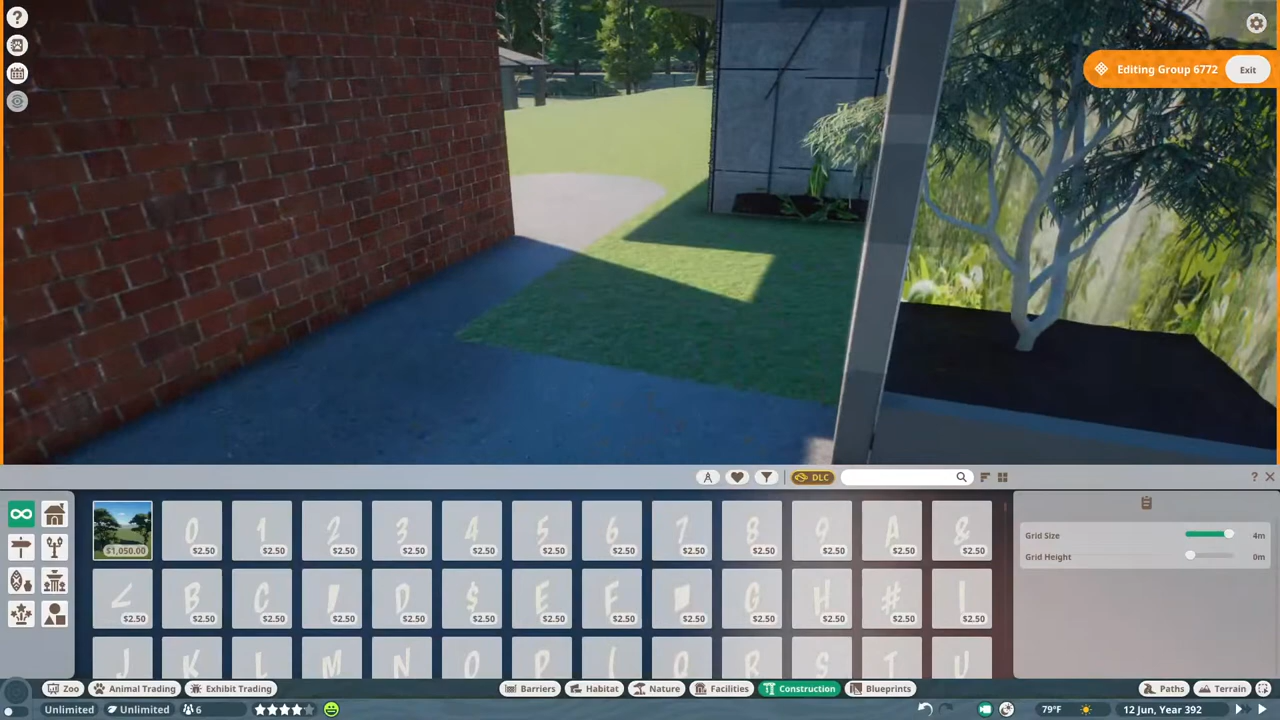 ?
Editing Group 6772
Exit
DLC
? ×
$1,050.00
0 $2.50
1 $2.50
2 $2.50
3 $2.50
4 $2.50
5 $2.50
6 $2.50
7 $2.50
8 $2.50
9 $2.50
A $2.50
& $2.50
Grid Size 4m
Grid Height 0m
$2.50
B $2.50
C $2.50
$2.50
D $2.50
$ $2.50
E $2.50
F $2.50
$2.50
G $2.50
H $2.50
# $2.50
I $2.50
J K L M N O P ( Q R S T U
Zoo
Animal Trading
Exhibit Trading
Barriers
Habitat
Nature
Facilities
Construction
Blueprints
Paths
Terrain
Unlimited
Unlimited
6
79°F
12 Jun, Year 392